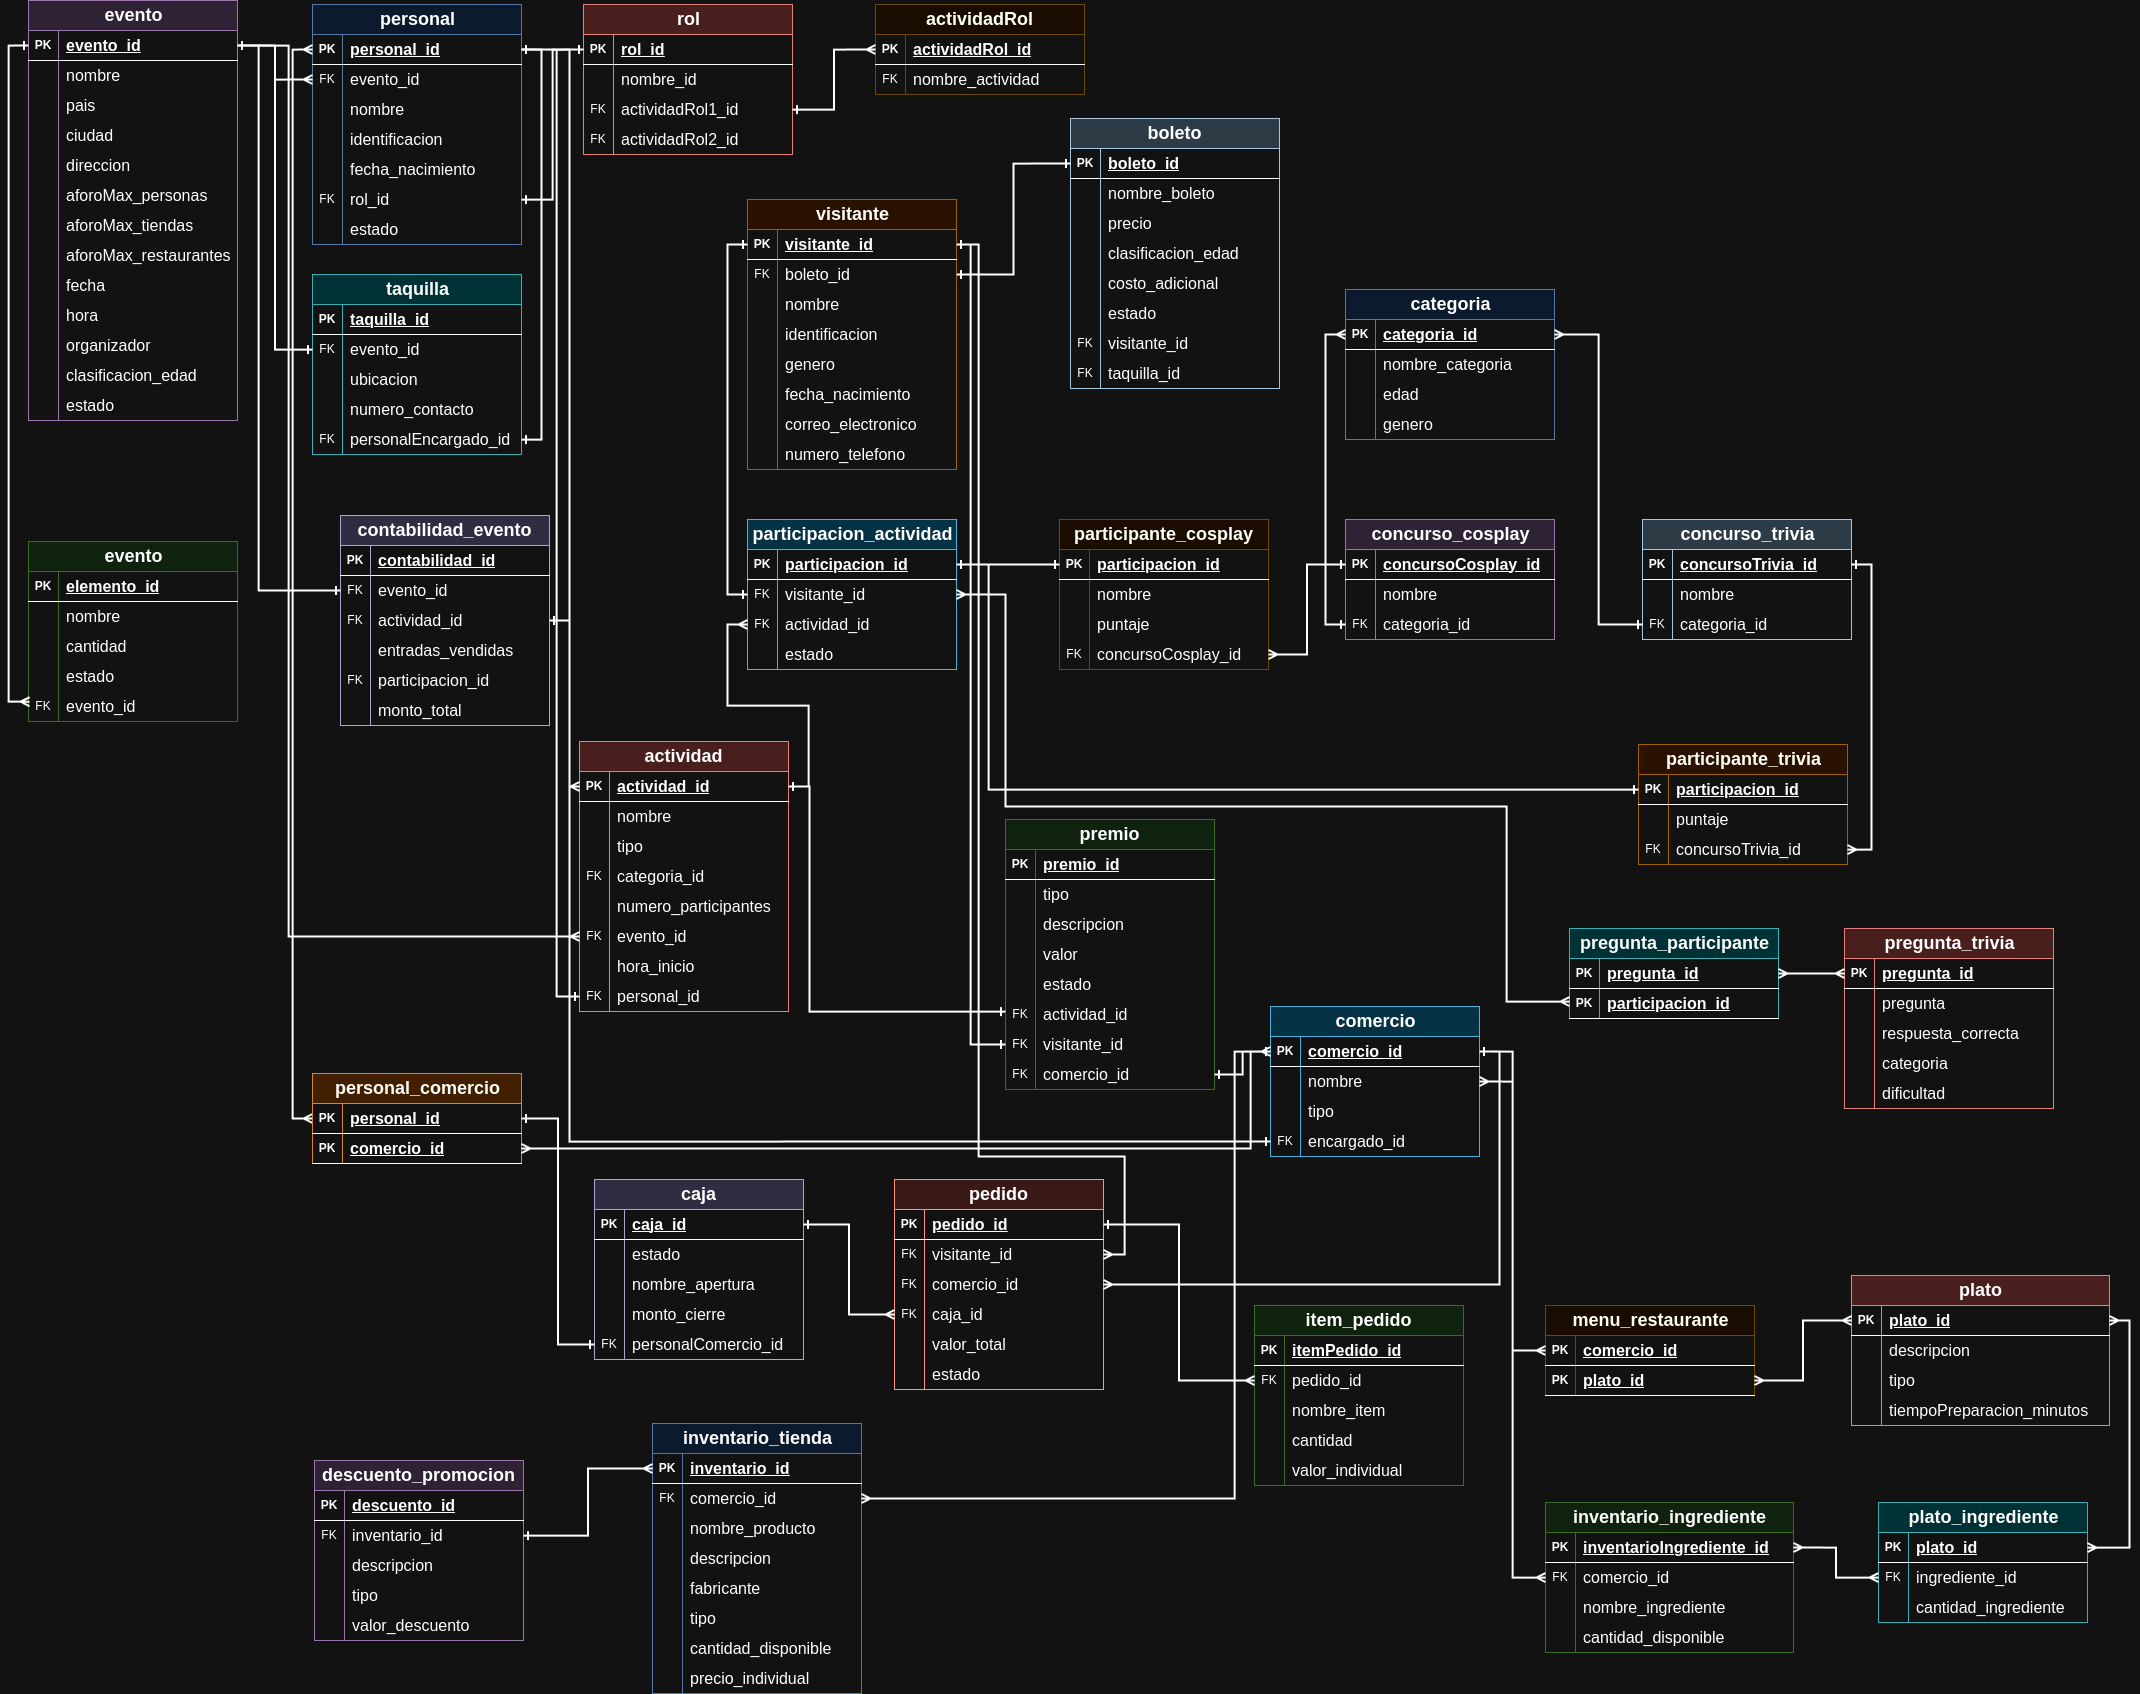 evento
PK evento_id
nombre
pais
ciudad
direccion
aforoMax_personas
aforoMax_tiendas
aforoMax_restaurantes
fecha
hora
organizador
clasificacion_edad
estado
personal
PK personal_id
FK evento_id
nombre
identificacion
fecha_nacimiento
FK rol_id
estado
rol
PK rol_id
nombre_id
FK actividadRol1_id
FK actividadRol2_id
actividadRol
PK actividadRol_id
FK nombre_actividad
boleto
PK boleto_id
nombre_boleto
precio
clasificacion_edad
costo_adicional
estado
FK visitante_id
FK taquilla_id
visitante
PK visitante_id
FK boleto_id
nombre
identificacion
genero
fecha_nacimiento
correo_electronico
numero_telefono
taquilla
PK taquilla_id
FK evento_id
ubicacion
numero_contacto
FK personalEncargado_id
categoria
PK categoria_id
nombre_categoria
edad
genero
evento
PK elemento_id
nombre
cantidad
estado
FK evento_id
contabilidad_evento
PK contabilidad_id
FK evento_id
FK actividad_id
entradas_vendidas
FK participacion_id
monto_total
participacion_actividad
PK participacion_id
FK visitante_id
FK actividad_id
estado
participante_cosplay
PK participacion_id
nombre
puntaje
FK concursoCosplay_id
concurso_cosplay
PK concursoCosplay_id
nombre
FK categoria_id
concurso_trivia
PK concursoTrivia_id
nombre
FK categoria_id
actividad
PK actividad_id
nombre
tipo
FK categoria_id
numero_participantes
FK evento_id
hora_inicio
FK personal_id
participante_trivia
PK participacion_id
puntaje
FK concursoTrivia_id
premio
PK premio_id
tipo
descripcion
valor
estado
FK actividad_id
FK visitante_id
FK comercio_id
pregunta_participante
PK pregunta_id
PK participacion_id
pregunta_trivia
PK pregunta_id
pregunta
respuesta_correcta
categoria
dificultad
comercio
PK comercio_id
nombre
tipo
FK encargado_id
personal_comercio
PK personal_id
PK comercio_id
caja
PK caja_id
estado
nombre_apertura
monto_cierre
FK personalComercio_id
pedido
PK pedido_id
FK visitante_id
FK comercio_id
FK caja_id
valor_total
estado
item_pedido
PK itemPedido_id
FK pedido_id
nombre_item
cantidad
valor_individual
menu_restaurante
PK comercio_id
PK plato_id
plato
PK plato_id
descripcion
tipo
tiempoPreparacion_minutos
descuento_promocion
PK descuento_id
FK inventario_id
descripcion
tipo
valor_descuento
inventario_tienda
PK inventario_id
FK comercio_id
nombre_producto
descripcion
fabricante
tipo
cantidad_disponible
precio_individual
inventario_ingrediente
PK inventarioIngrediente_id
FK comercio_id
nombre_ingrediente
cantidad_disponible
plato_ingrediente
PK plato_id
FK ingrediente_id
cantidad_ingrediente